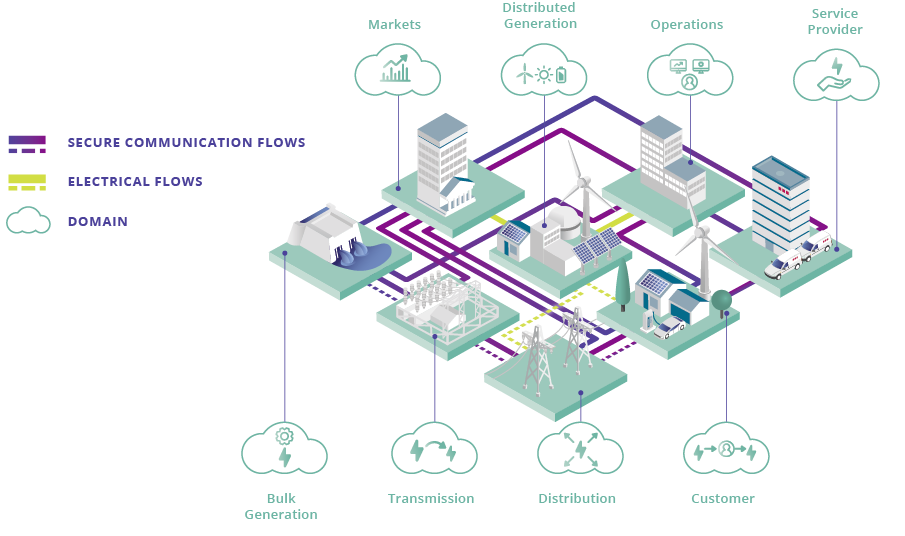 Markets
Distributed
Generation
Operations
Service
Provider
SECURE COMMUNICATION FLOWS
ELECTRICAL FLOWS
DOMAIN
Bulk
Generation
Transmission
Distribution
Customer